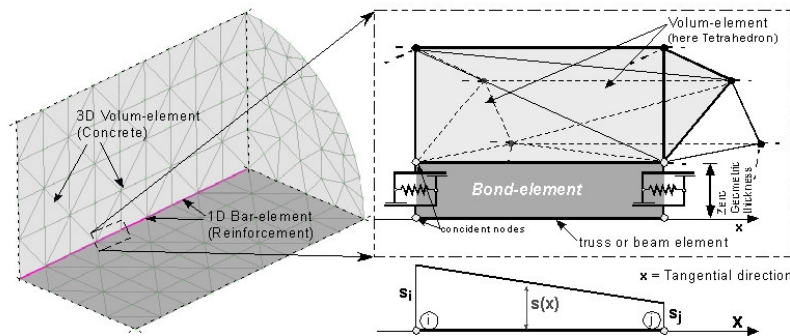 3D Volum-element
(Concrete)
1D Bar-element
(Reinforcement)
Volum-element
(here Tetrahedron)
Bond-element
Zero
Geometric
thickness
x
concident nodes
truss or beam element
x = Tangential direction
si
s(x)
sj
i
j
X